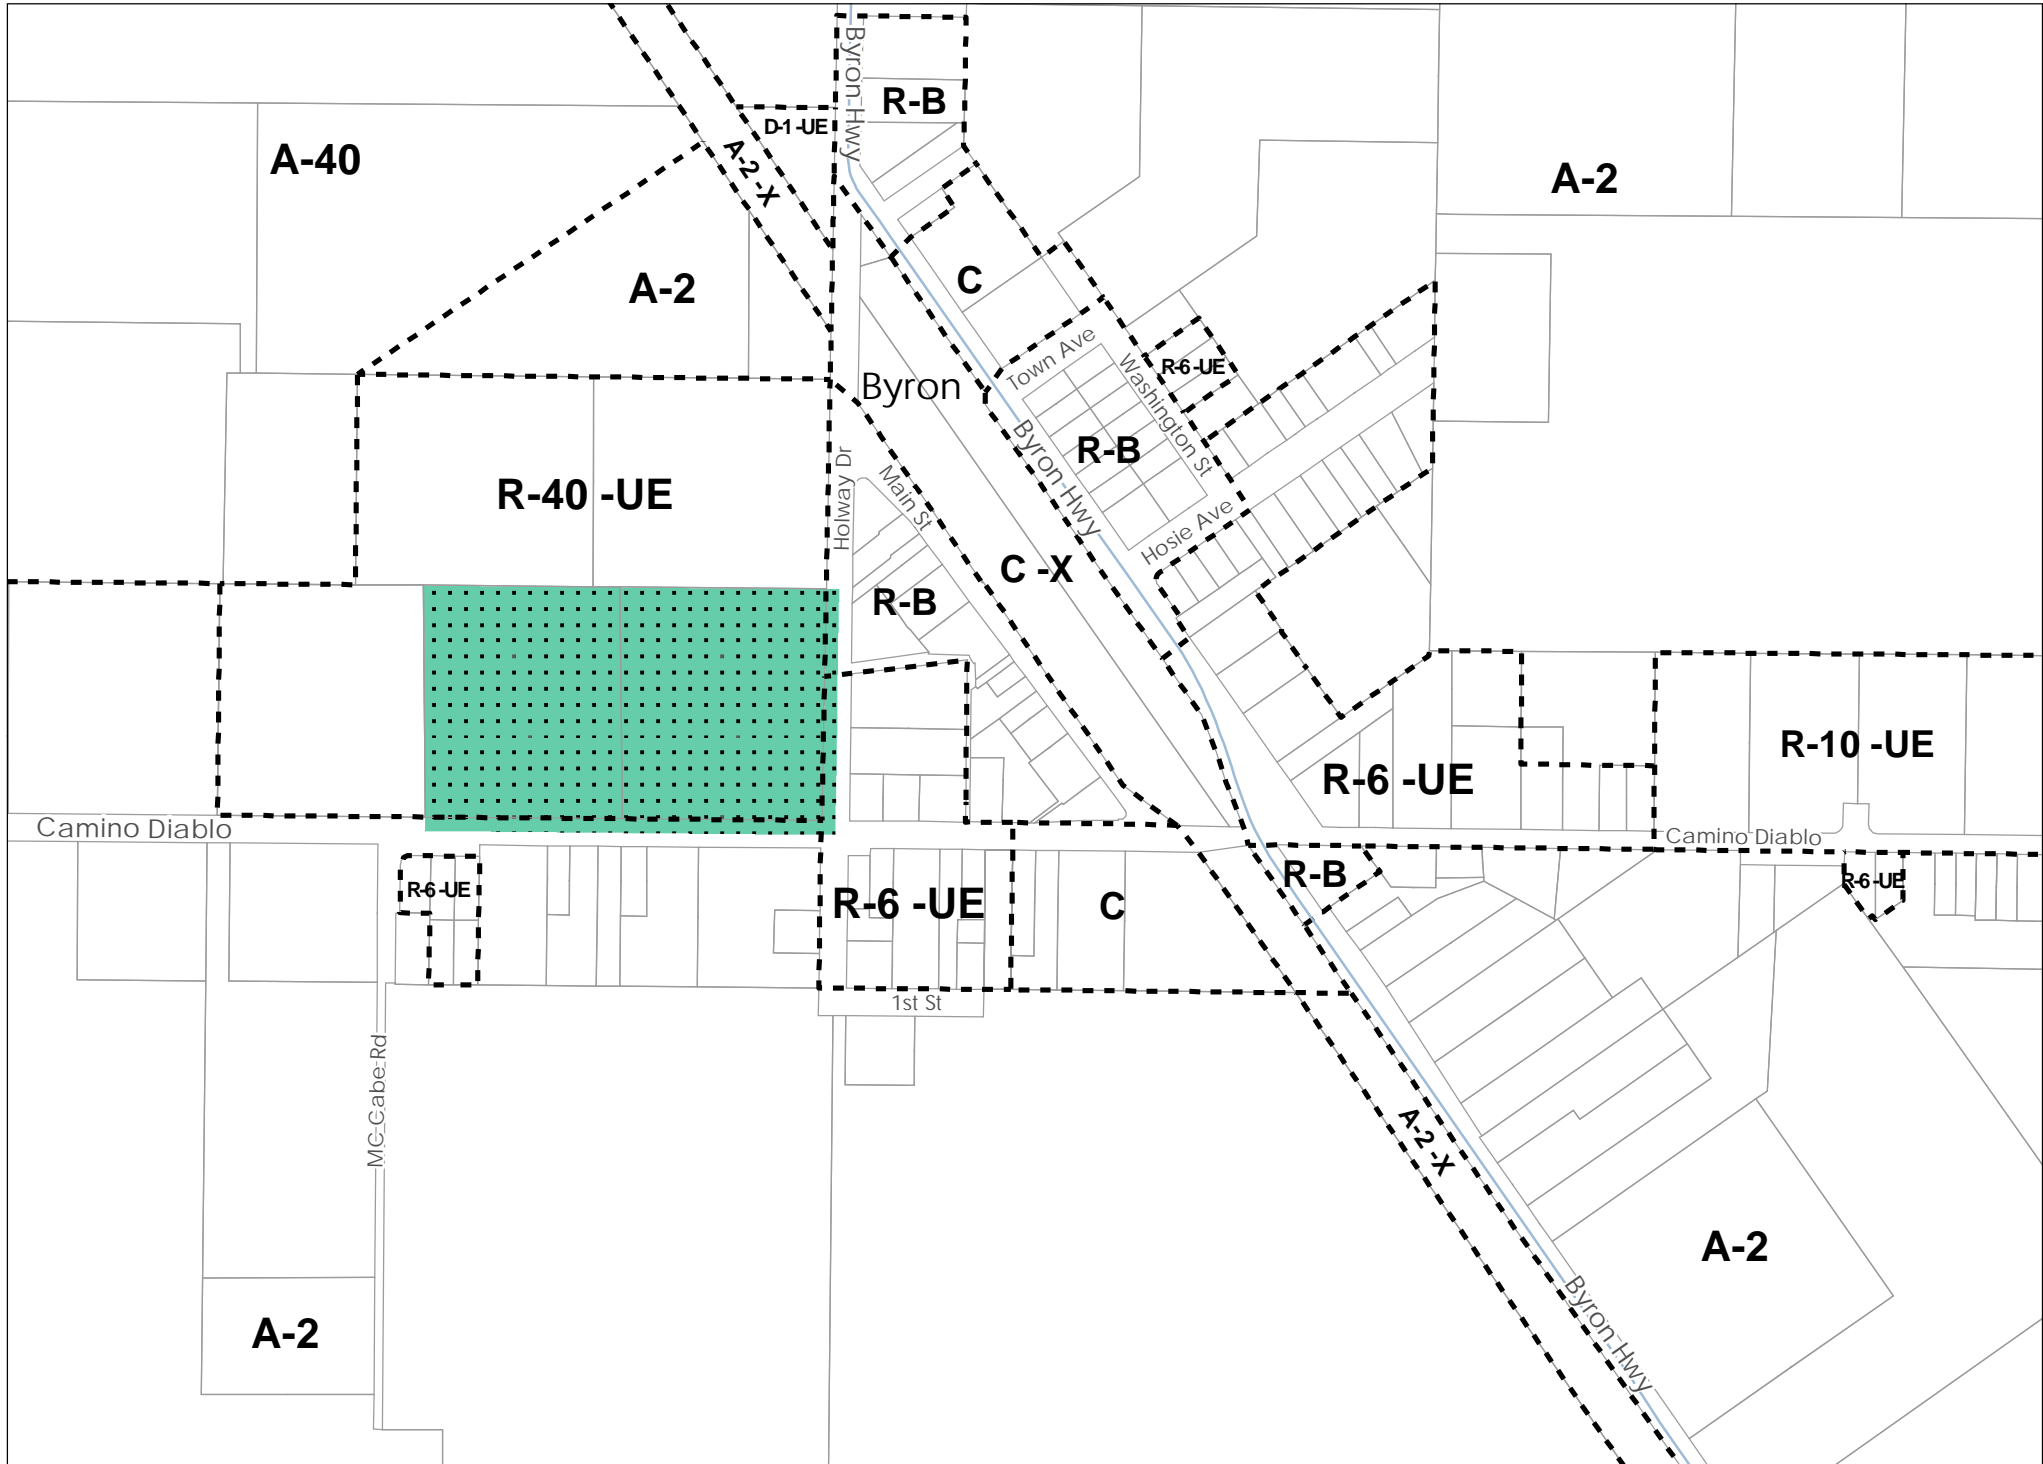 Byron Hwy
R-B
D-1 -UE
A-40
A-2 -X
A-2
C
A-2
Town Ave
Washington St
R-6 -UE
Byron
R-B
Byron Hwy
R-40 -UE
Holway Dr
Main St
Hosie Ave
C -X
R-B
R-10 -UE
R-6 -UE
Camino Diablo
Camino Diablo
R-6 -UE
R-6 -UE
C
R-B
R-6 -UE
1st St
MC Cabe Rd
A-2 -X
A-2
A-2
Byron Hwy